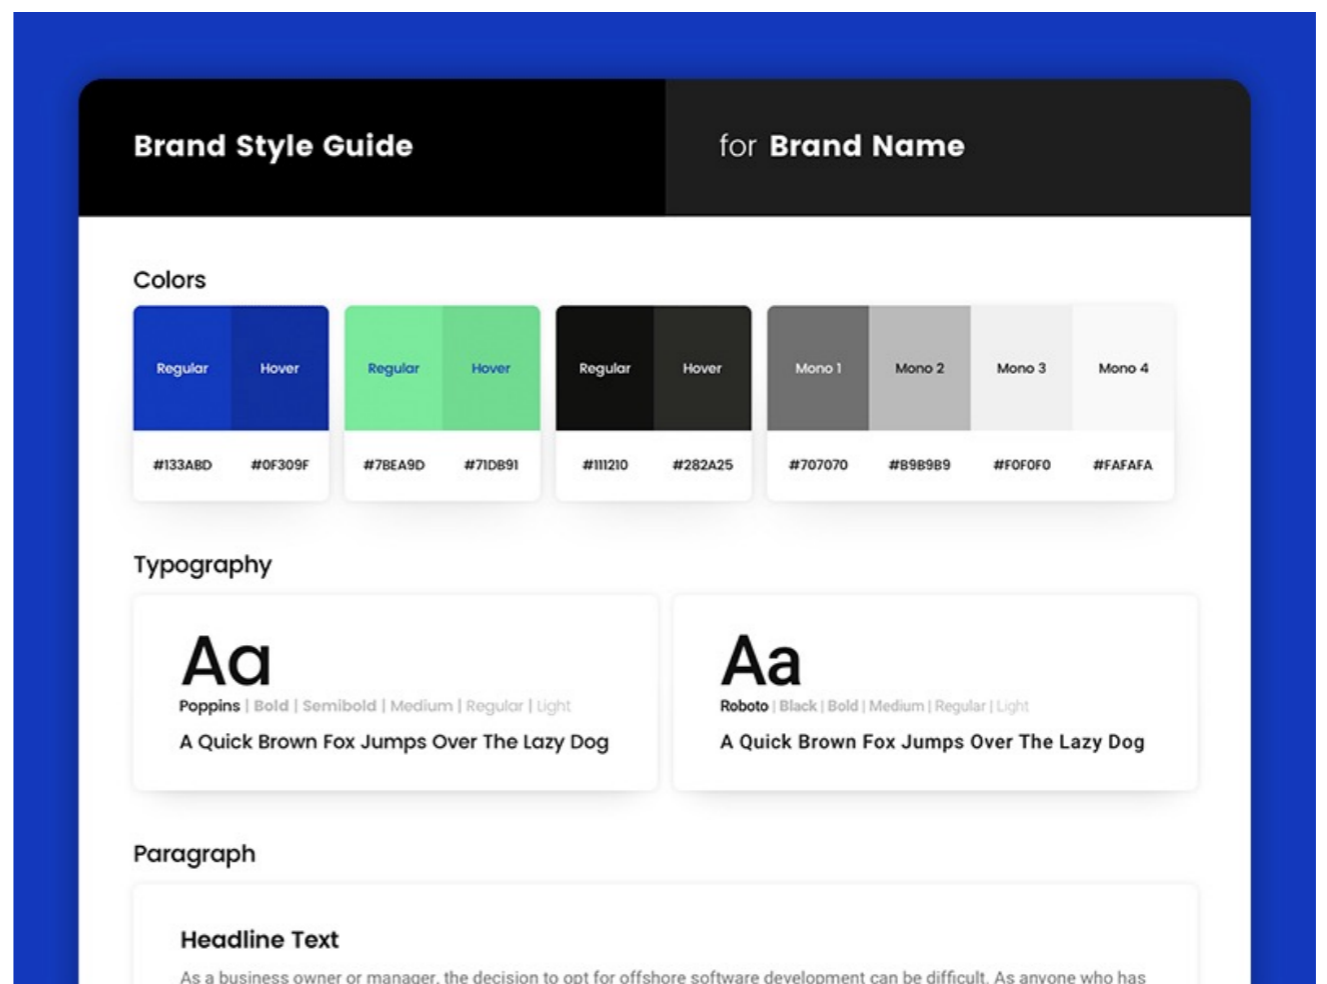 Brand Style Guide for Brand Name
Colors
Regular Hover Regular Hover Regular Hover Mono 1 Mono 2 Mono 3 Mono 4
#133ABD #0F309F #7BEA9D #71DB91 #111210 #282A25 #707070 #B9B9B9 #F0F0F0 #FAFAFA
Typography
Aa
Poppins | Bold | Semibold | Medium | Regular | Light
A Quick Brown Fox Jumps Over The Lazy Dog
Aa
Roboto | Black | Bold | Medium | Regular | Light
A Quick Brown Fox Jumps Over The Lazy Dog
Paragraph
Headline Text
As a business owner or manager, the decision to opt for offshore software development can be difficult. As anyone who has